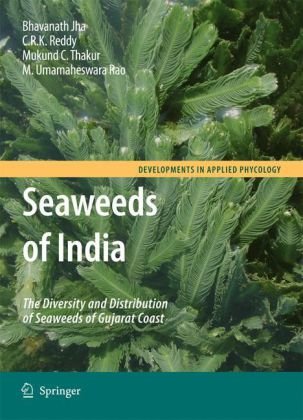 Bhavanath Jha
C.R.K. Reddy
Mukund C. Thakur
M. Umamaheswara Rao
DEVELOPMENTS IN APPLIED PHYCOLOGY
Seaweeds
of India
The Diversity and Distribution
of Seaweeds of Gujarat Coast
Springer